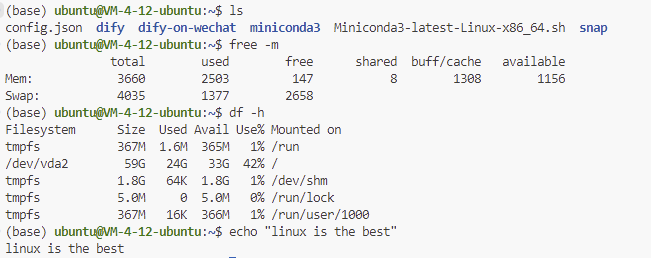 (base) ubuntu@VM-4-12-ubuntu:~$ ls
config.json  dify  dify-on-wechat  miniconda3  Miniconda3-latest-Linux-x86_64.sh  snap
(base) ubuntu@VM-4-12-ubuntu:~$ free -m
               total        used        free      shared  buff/cache   available
Mem:            3660        2503         147           8        1308        1156
Swap:           4035        1377        2658
(base) ubuntu@VM-4-12-ubuntu:~$ df -h
Filesystem      Size  Used Avail Use% Mounted on
tmpfs           367M  1.6M  365M   1% /run
/dev/vda2        59G   24G   33G  42% /
tmpfs           1.8G   64K  1.8G   1% /dev/shm
tmpfs           5.0M     0  5.0M   0% /run/lock
tmpfs           367M   16K  366M   1% /run/user/1000
(base) ubuntu@VM-4-12-ubuntu:~$ echo "linux is the best"
linux is the best